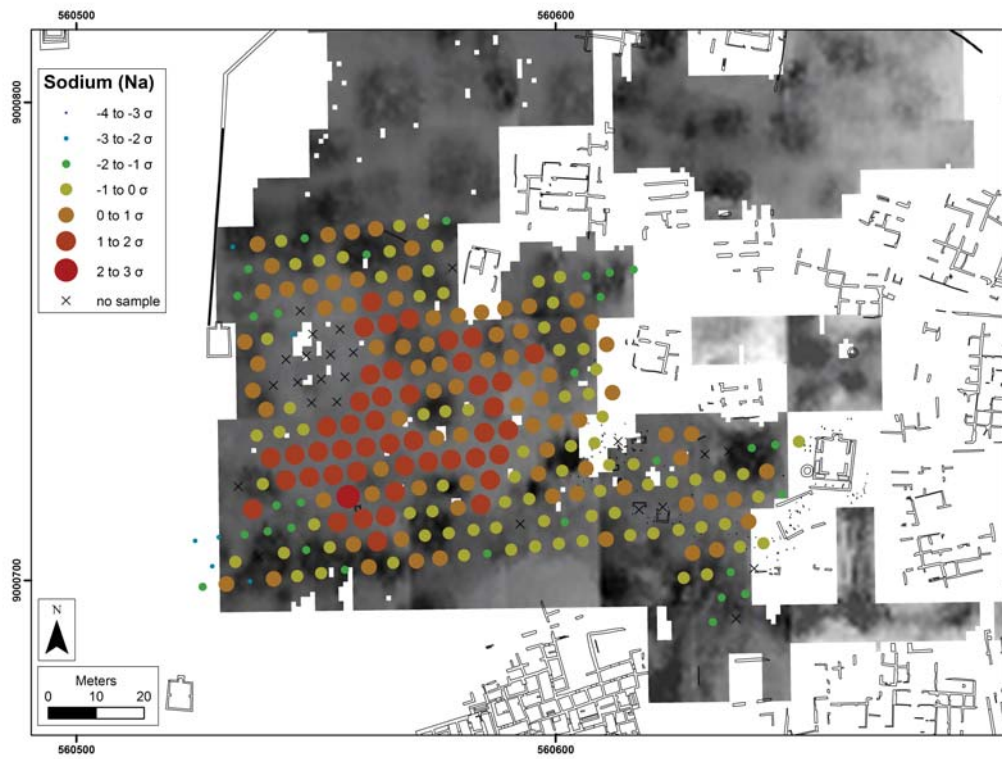 560500
560600
9000800
Sodium (Na)
-4 to -3 σ
-3 to -2 σ
-2 to -1 σ
-1 to 0 σ
0 to 1 σ
1 to 2 σ
2 to 3 σ
no sample
9000700
N
Meters
0 10 20
560500
560600